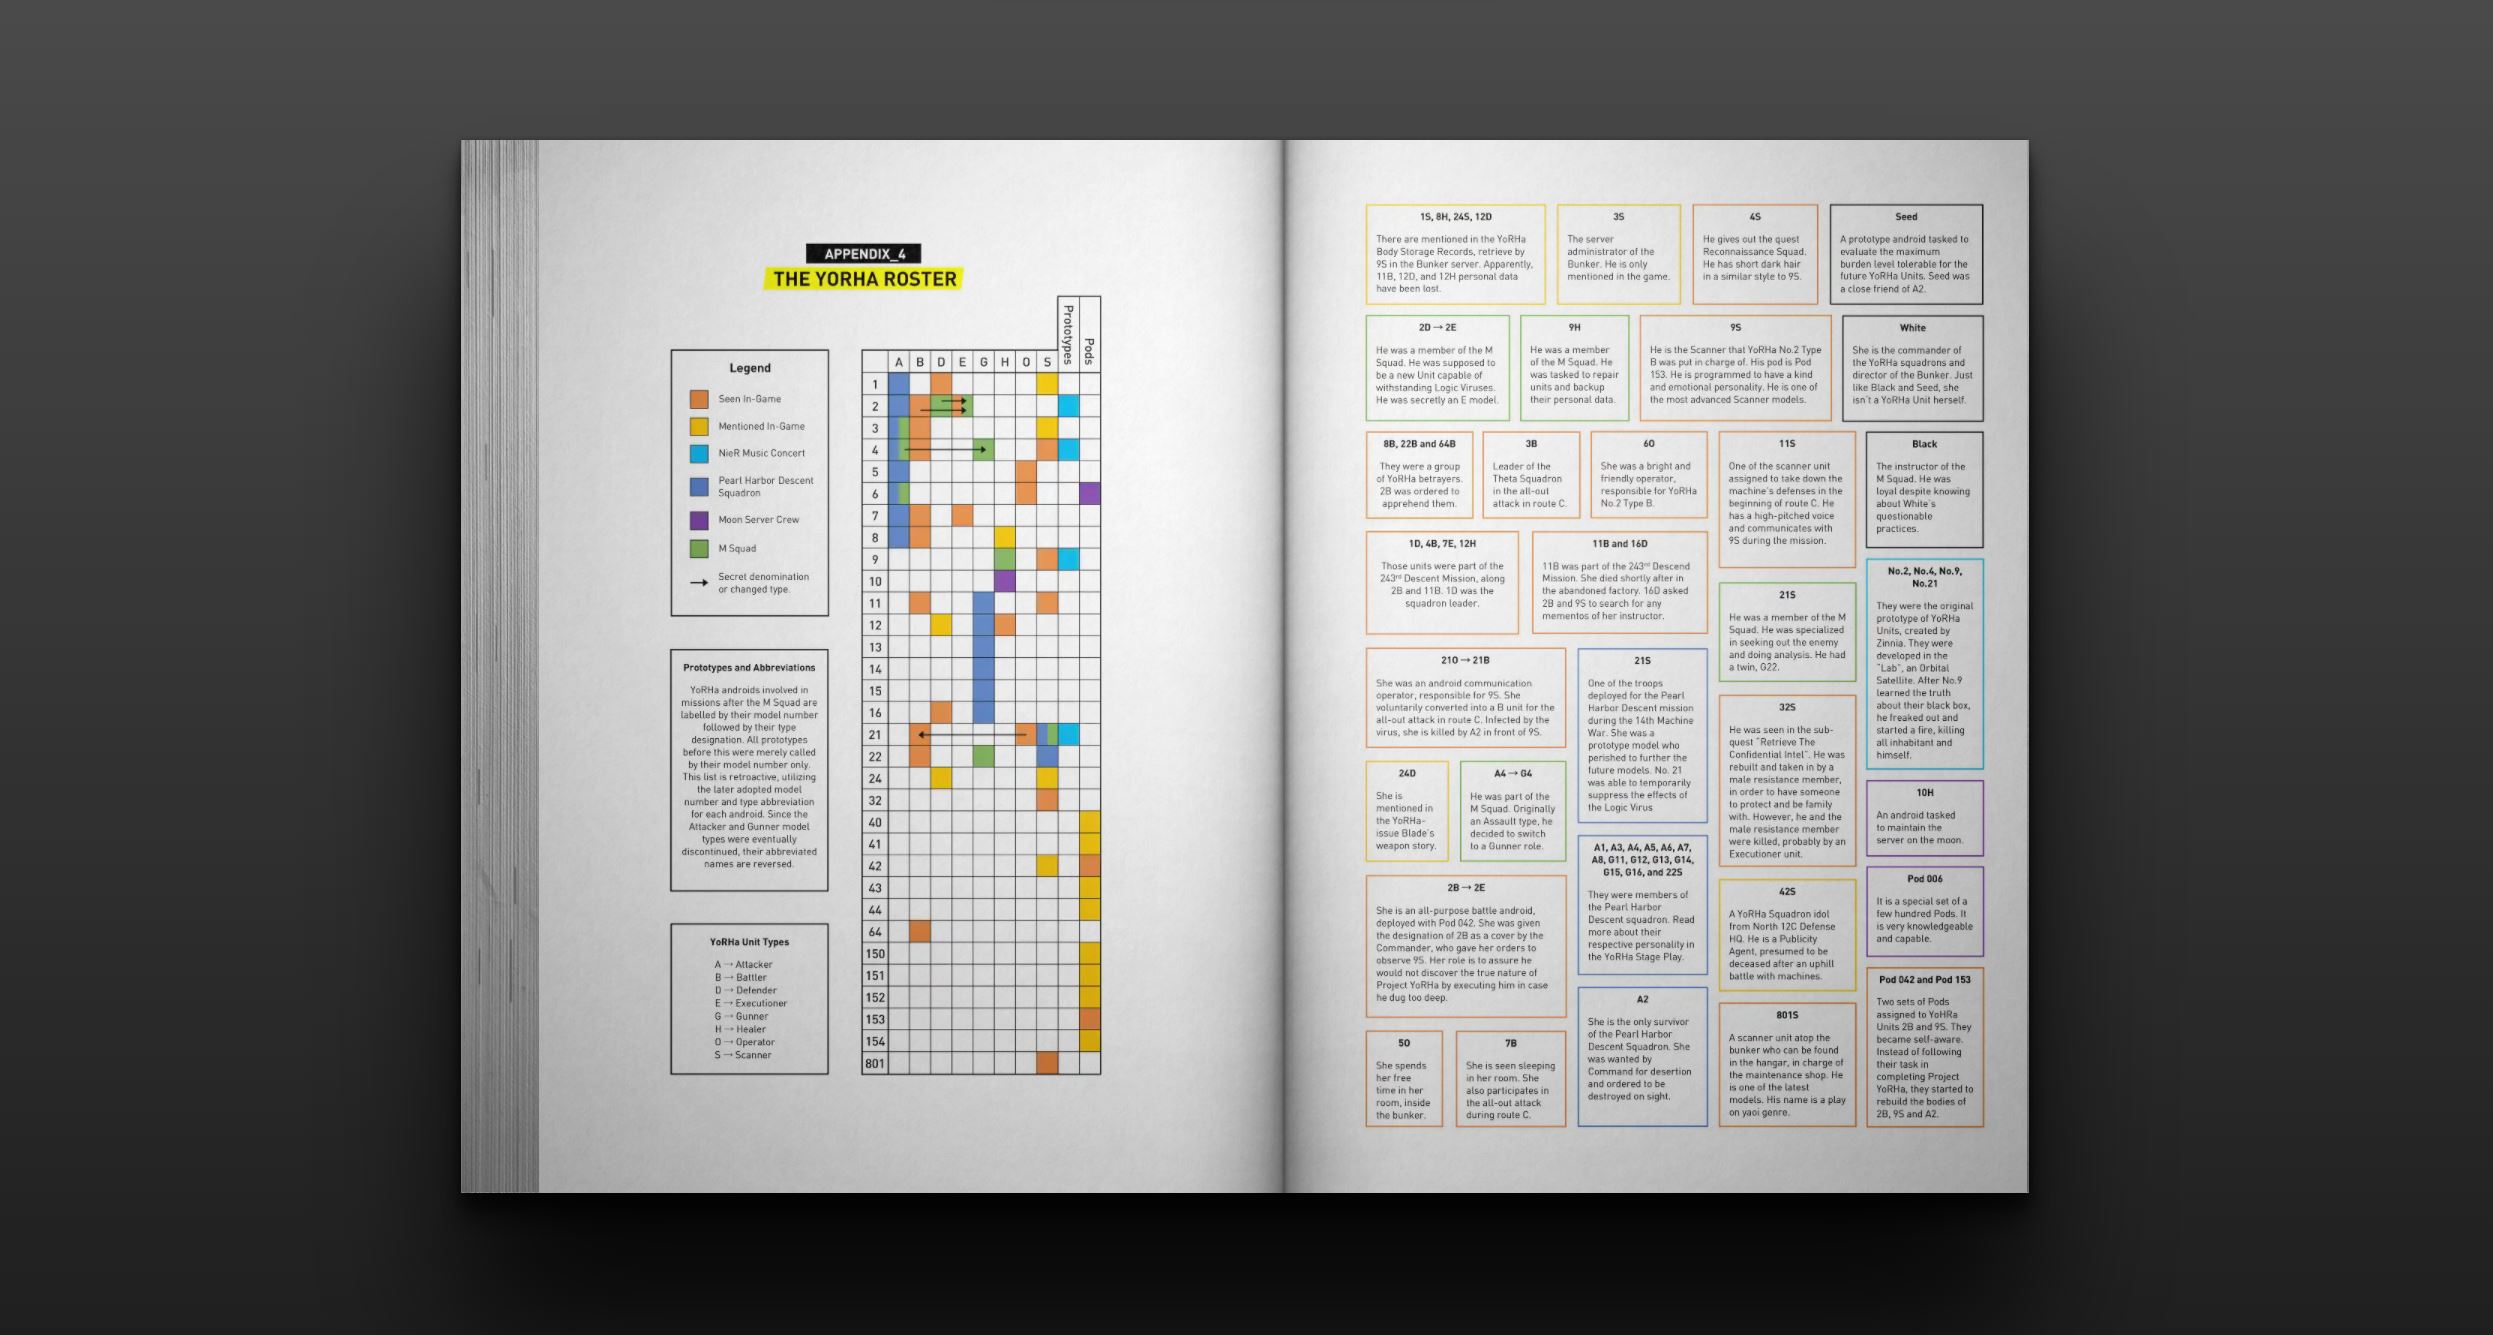 APPENDIX_4
THE YORHA ROSTER
Legend
Seen In-Game
Mentioned In-Game
NieR Music Concert
Pearl Harbor Descent
Squadron
Moon Server Crew
M Squad
→ Secret denomination
or changed type.
Prototypes and Abbreviations
YoRHa androids involved in
missions after the M Squad are
labelled by their model number
followed by their type
designation. All prototypes
before this were merely called
by their model number only.
This list is retroactive, utilizing
the later adopted model
number and type abbreviation
for each android. Since the
Attacker and Gunner model
types were eventually
discontinued, their abbreviated
names are reversed.
YoRHa Unit Types
A → Attacker
B → Battler
D → Defender
E → Executioner
G → Gunner
H → Healer
O → Operator
S → Scanner
A B D E G H O S Prototypes Pods
1
2
3
4
5
6
7
8
9
10
11
12
13
14
15
16
21
22
24
32
40
41
42
43
44
64
150
151
152
153
154
801
1S, 8H, 24S, 12D
There are mentioned in the YoRHa
Body Storage Records, retrieve by
9S in the Bunker server. Apparently,
11B, 12D, and 12H personal data
have been lost.
3S
The server
administrator of the
Bunker. He is only
mentioned in the game.
4S
He gives out the quest
Reconnaissance Squad.
He has short dark hair
in a similar style to 9S.
Seed
A prototype android tasked to
evaluate the maximum
burden level tolerable for the
future YoRHa Units. Seed was
a close friend of A2.
2D → 2E
He was a member of the M
Squad. He was supposed to
be a new Unit capable of
withstanding Logic Viruses.
He was secretly an E model.
9H
He was a member
of the M Squad. He
was tasked to repair
units and backup
their personal data.
9S
He is the Scanner that YoRHa No.2 Type
B was put in charge of. His pod is Pod
153. He is programmed to have a kind
and emotional personality. He is one of
the most advanced Scanner models.
White
She is the commander of
the YoRHa squadrons and
director of the Bunker. Just
like Black and Seed, she
isn't a YoRHa Unit herself.
8B, 22B and 64B
They were a group
of YoRHa betrayers.
2B was ordered to
apprehend them.
3B
Leader of the
Theta Squadron
in the all-out
attack in route C.
6O
She was a bright and
friendly operator,
responsible for YoRHa
No.2 Type B.
11S
One of the scanner unit
assigned to take down the
machine's defenses in the
beginning of route C. He
has a high-pitched voice
and communicates with
9S during the mission.
Black
The instructor of the
M Squad. He was
loyal despite knowing
about White's
questionable
practices.
1D, 4B, 7E, 12H
Those units were part of the
243rd Descent Mission, along
2B and 11B. 1D was the
squadron leader.
11B and 16D
11B was part of the 243rd Descend
Mission. She died shortly after in
the abandoned factory. 16D asked
2B and 9S to search for any
mementos of her instructor.
21S
He was a member of the M
Squad. He was specialized
in seeking out the enemy
and doing analysis. He had
a twin, G22.
No.2, No.4, No.9,
No.21
They were the original
prototype of YoRHa
Units, created by
Zinnia. They were
developed in the
"Lab", an Orbital
Satellite. After No.9
learned the truth
about their black box,
he freaked out and
started a fire, killing
all inhabitant and
himself.
21O → 21B
She was an android communication
operator, responsible for 9S. She
voluntarily converted into a B unit for the
all-out attack in route C. Infected by the
virus, she is killed by A2 in front of 9S.
21S
One of the troops
deployed for the Pearl
Harbor Descent mission
during the 14th Machine
War. She was a
prototype model who
perished to further the
future models. No. 21
was able to temporarily
suppress the effects of
the Logic Virus
32S
He was seen in the sub-
quest "Retrieve The
Confidential Intel". He was
rebuilt and taken in by a
male resistance member,
in order to have someone
to protect and be family
with. However, he and the
male resistance member
were killed, probably by an
Executioner unit.
24D
She is
mentioned in
the YoRHa-
issue Blade's
weapon story.
A4 → G4
He was part of the
M Squad. Originally
an Assault type, he
decided to switch
to a Gunner role.
10H
An android tasked
to maintain the
server on the moon.
A1, A3, A4, A5, A6, A7,
A8, G11, G12, G13, G14,
G15, G16, and 22S
They were members of
the Pearl Harbor
Descent squadron. Read
more about their
respective personality in
the YoRHa Stage Play.
Pod 006
It is a special set of a
few hundred Pods. It
is very knowledgeable
and capable.
2B → 2E
She is an all-purpose battle android,
deployed with Pod 042. She was given
the designation of 2B as a cover by the
Commander, who gave her orders to
observe 9S. Her role is to assure he
would not discover the true nature of
Project YoRHa by executing him in case
he dug too deep.
42S
A YoRHa Squadron idol
from North 12C Defense
HQ. He is a Publicity
Agent, presumed to be
deceased after an uphill
battle with machines.
Pod 042 and Pod 153
Two sets of Pods
assigned to YoHRa
Units 2B and 9S. They
became self-aware.
Instead of following
their task in
completing Project
YoRHa, they started to
rebuild the bodies of
2B, 9S and A2.
A2
She is the only survivor
of the Pearl Harbor
Descent Squadron. She
was wanted by
Command for desertion
and ordered to be
destroyed on sight.
801S
A scanner unit atop the
bunker who can be found
in the hangar, in charge of
the maintenance shop. He
is one of the latest
models. His name is a play
on yaoi genre.
5O
She spends
her free
time in her
room, inside
the bunker.
7B
She is seen sleeping
in her room. She
also participates in
the all-out attack
during route C.